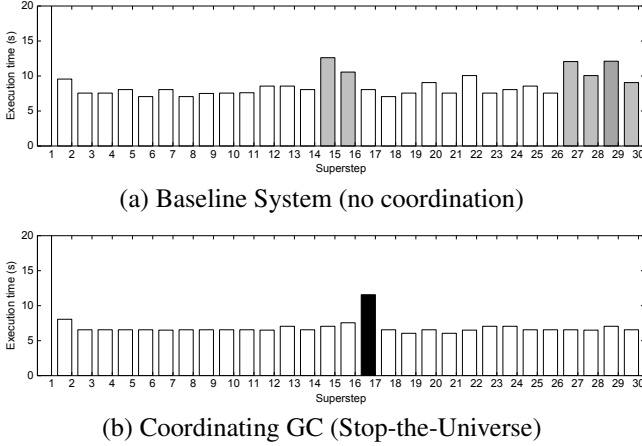 20
15
10
5
0
Execution time (s)
1 2 3 4 5 6 7 8 9 10 11 12 13 14 15 16 17 18 19 20 21 22 23 24 25 26 27 28 29 30
Superstep
(a) Baseline System (no coordination)
20
15
10
5
0
Execution time (s)
1 2 3 4 5 6 7 8 9 10 11 12 13 14 15 16 17 18 19 20 21 22 23 24 25 26 27 28 29 30
Superstep
(b) Coordinating GC (Stop-the-Universe)